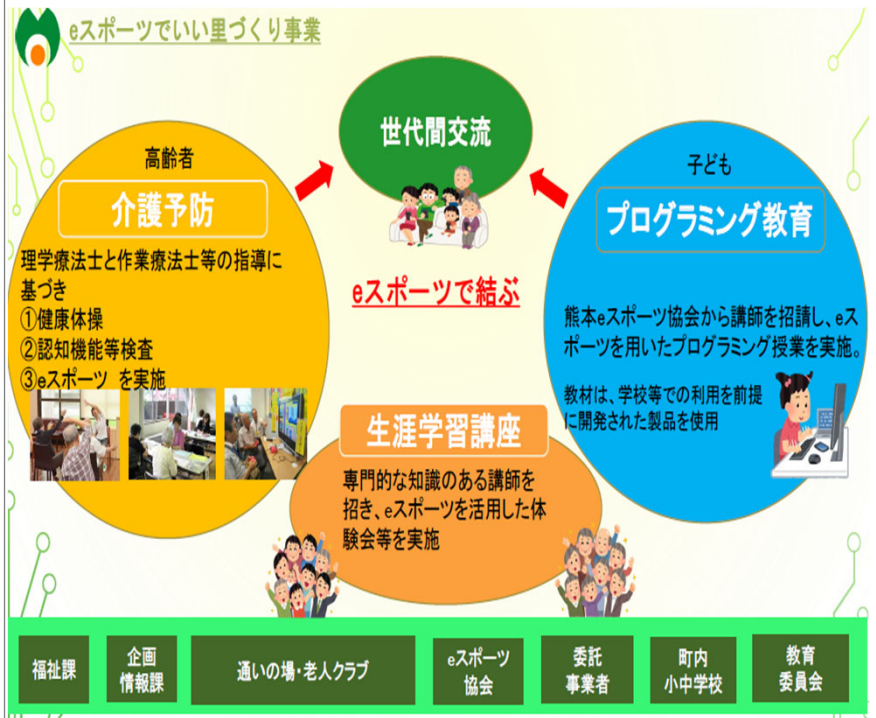 eスポーツでいい里づくり事業
世代間交流
高齢者
介護予防
理学療法士と作業療法士等の指導に
基づき
①健康体操
②認知機能等検査
③eスポーツ を実施
eスポーツで結ぶ
子ども
プログラミング教育
熊本eスポーツ協会から講師を招請し、eス
ポーツを用いたプログラミング授業を実施。
教材は、学校等での利用を前提
に開発された製品を使用
生涯学習講座
専門的な知識のある講師を
招き、eスポーツを活用した体
験会等を実施
福祉課
企画
情報課
通いの場・老人クラブ
eスポーツ
協会
委託
事業者
町内
小中学校
教育
委員会